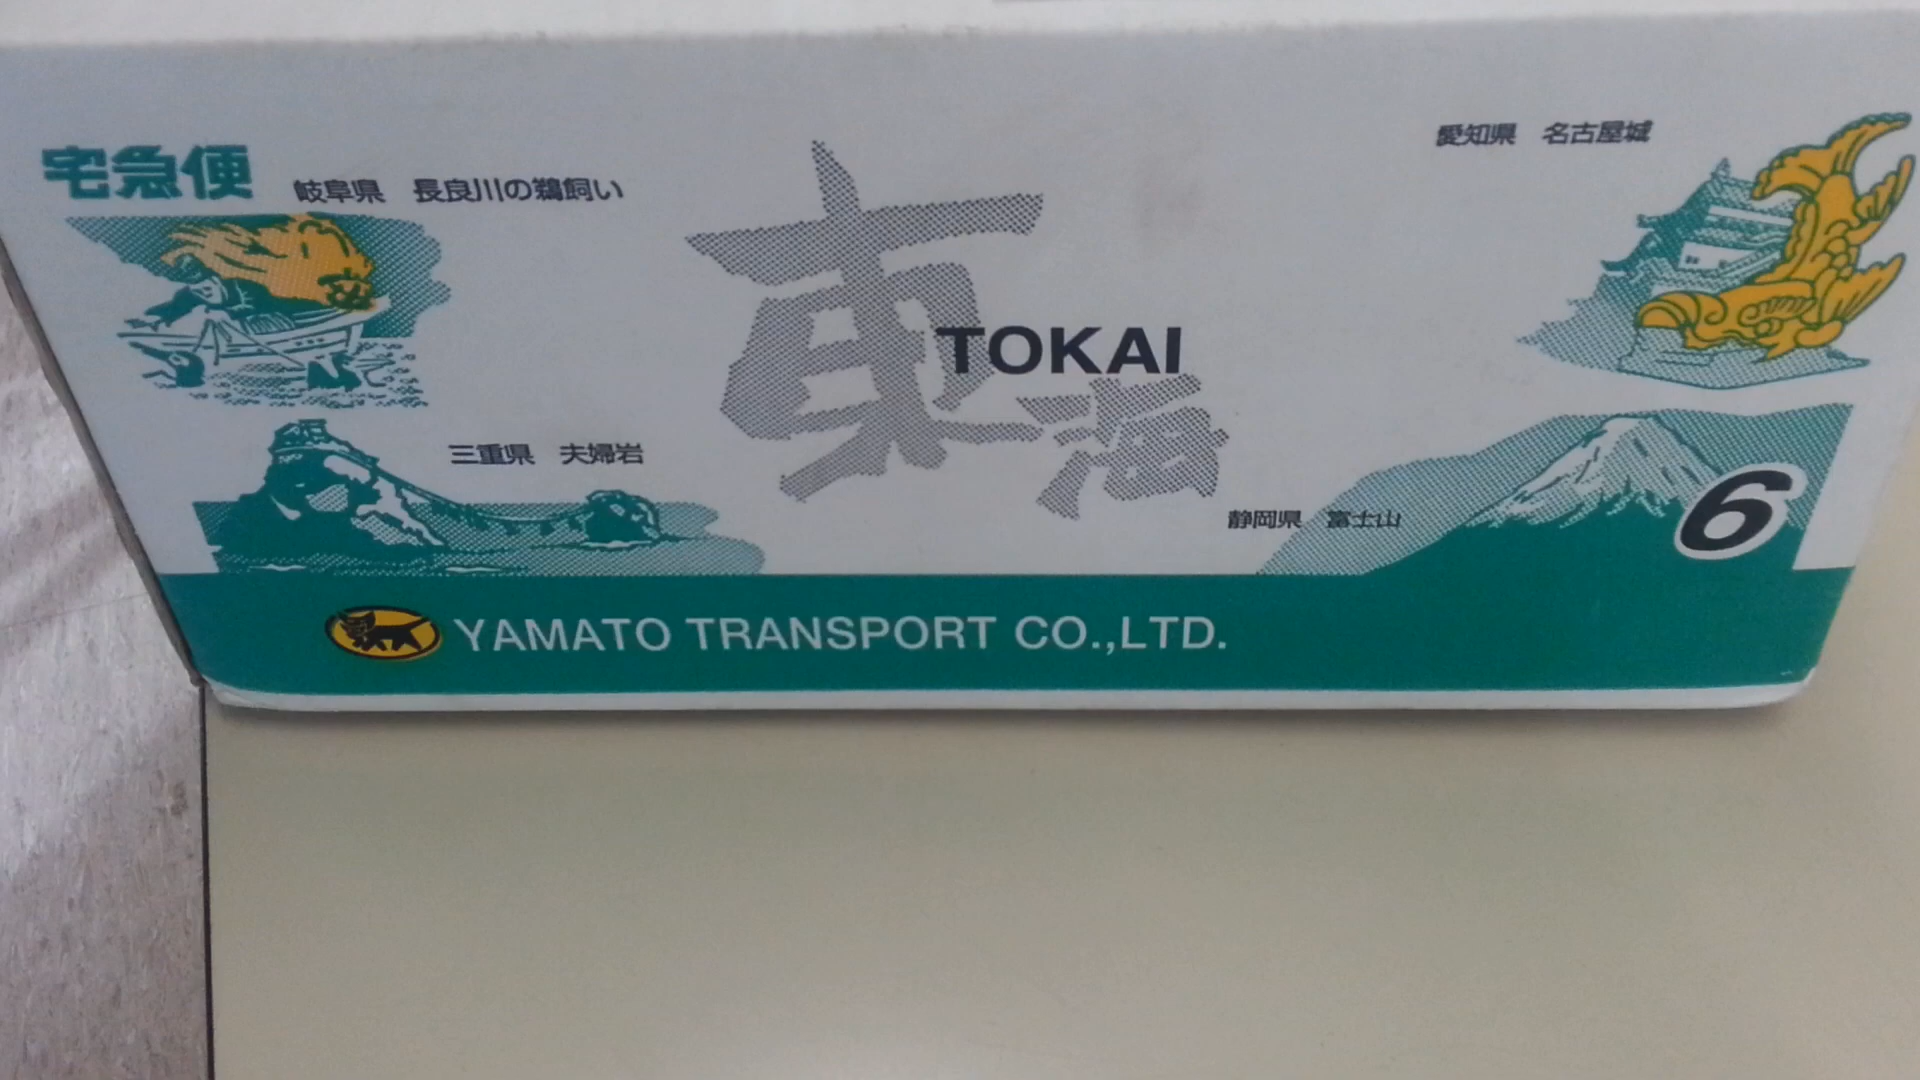 宅急便
岐阜県 長良川の鵜飼い
愛知県 名古屋城
東海
TOKAI
三重県 夫婦岩
静岡県 富士山
6
YAMATO TRANSPORT CO.,LTD.